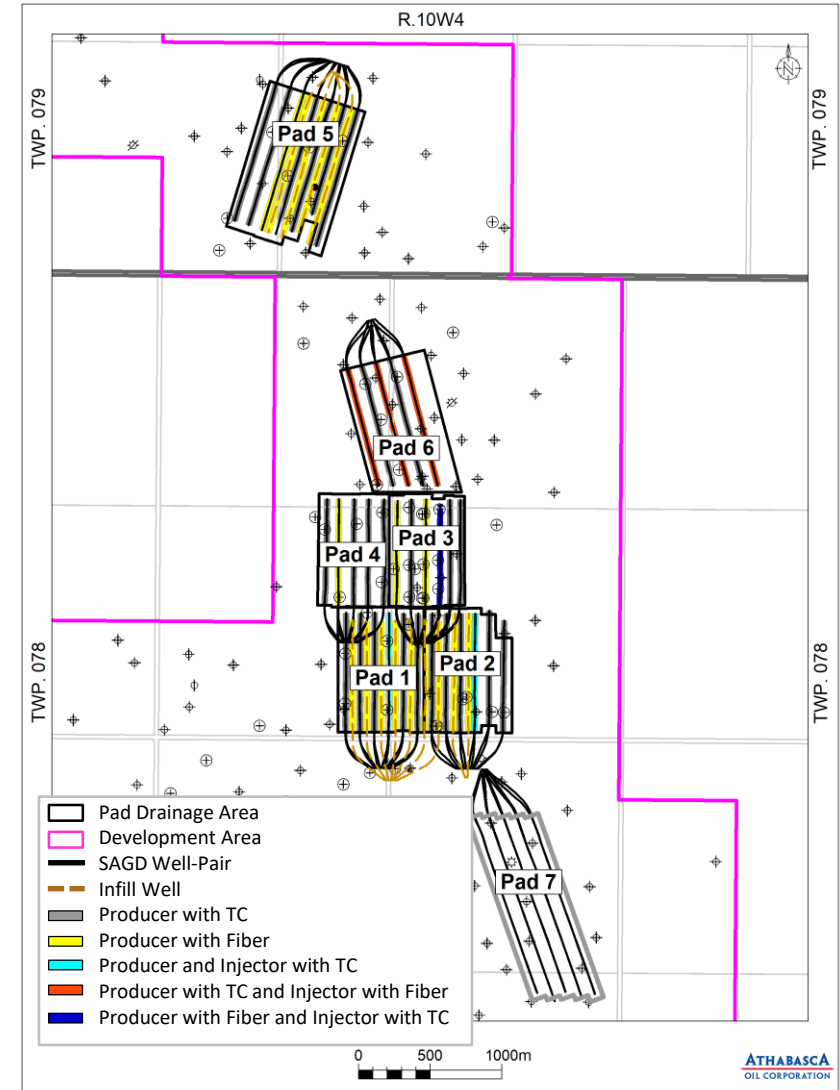 R.10W4
N
TWP. 079
TWP. 079
Pad 5
Pad 6
Pad 4
Pad 3
Pad 1
Pad 2
TWP. 078
TWP. 078
Pad 7
Pad Drainage Area
Development Area
SAGD Well-Pair
Infill Well
Producer with TC
Producer with Fiber
Producer and Injector with TC
Producer with TC and Injector with Fiber
Producer with Fiber and Injector with TC
0 500 1000m
ATHABASCA
OIL CORPORATION